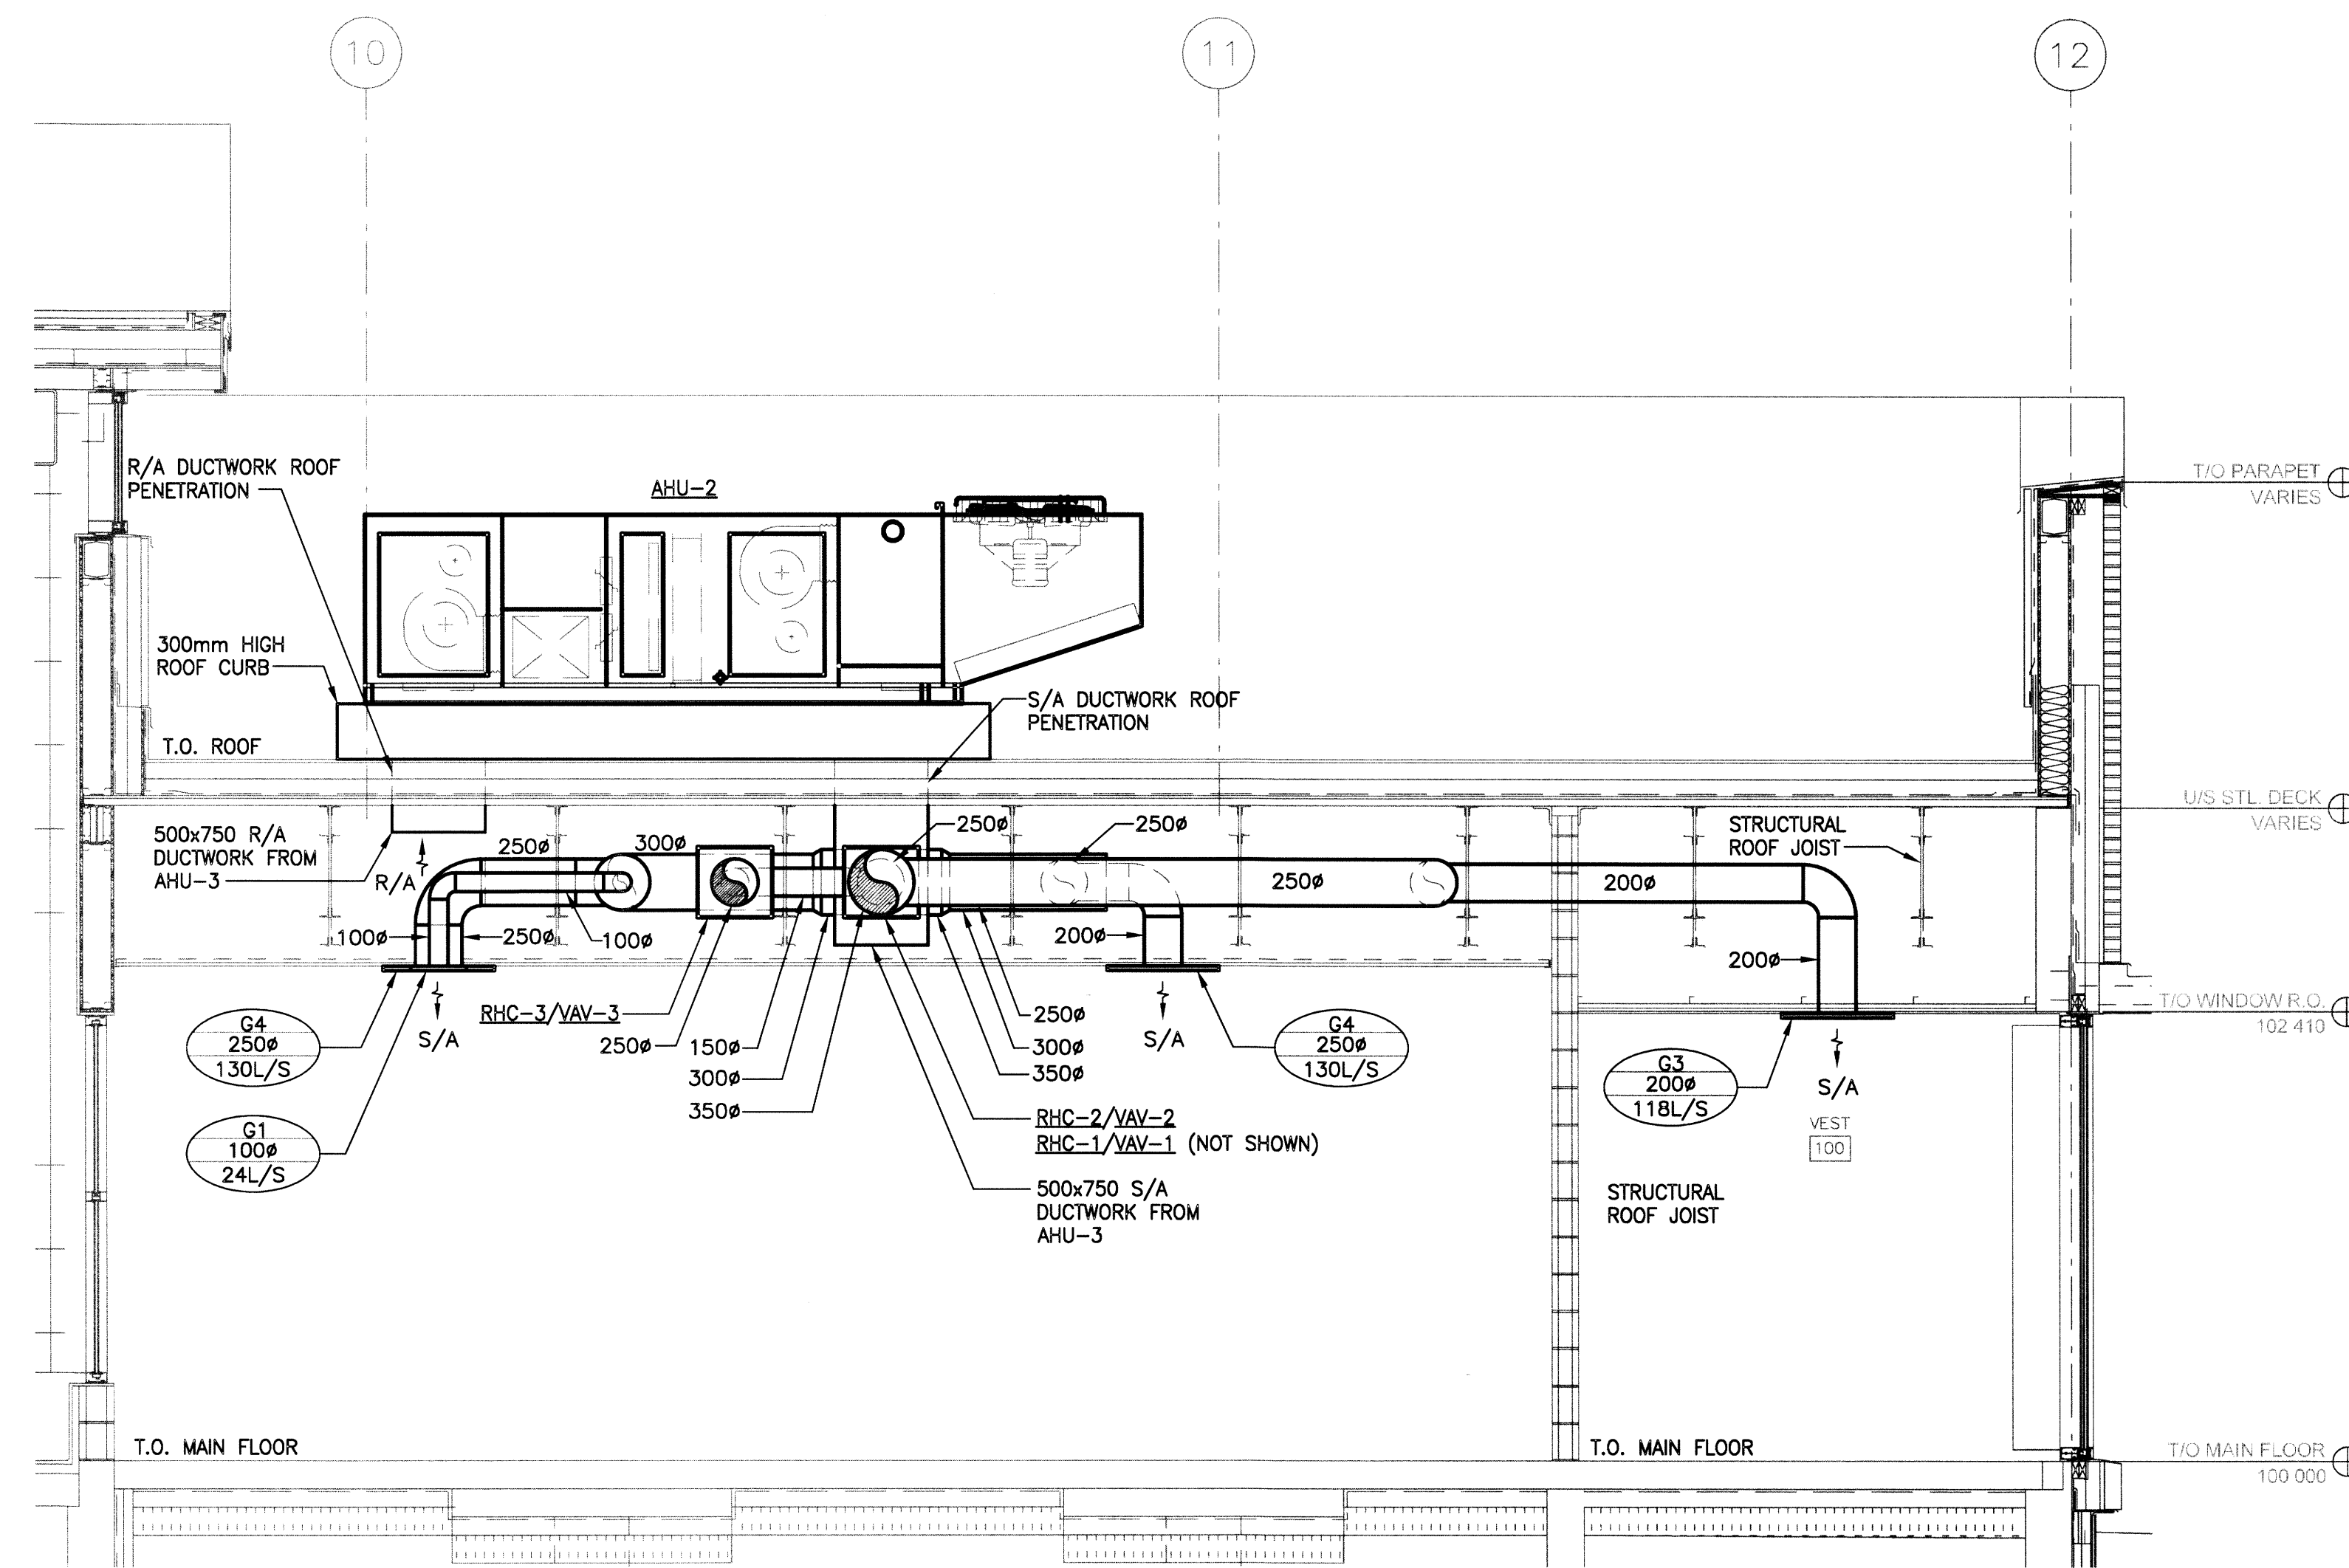 10
11
12
R/A DUCTWORK ROOF
PENETRATION
AHU-2
T/O PARAPET
VARIES
300mm HIGH
ROOF CURB
S/A DUCTWORK ROOF
PENETRATION
T.O. ROOF
U/S STL. DECK
VARIES
500x750 R/A
DUCTWORK FROM
AHU-3
R/A
250ø
300ø
250ø
250ø
STRUCTURAL
ROOF JOIST
250ø
200ø
100ø
250ø
100ø
200ø
200ø
T/O WINDOW R.O.
102 410
RHC-3/VAV-3
250ø
150ø
300ø
350ø
250ø
300ø
350ø
S/A
S/A
S/A
G4
250ø
130L/S
G4
250ø
130L/S
G3
200ø
118L/S
G1
100ø
24L/S
RHC-2/VAV-2
RHC-1/VAV-1 (NOT SHOWN)
VEST
100
500x750 S/A
DUCTWORK FROM
AHU-3
STRUCTURAL
ROOF JOIST
T.O. MAIN FLOOR
T.O. MAIN FLOOR
T/O MAIN FLOOR
100 000